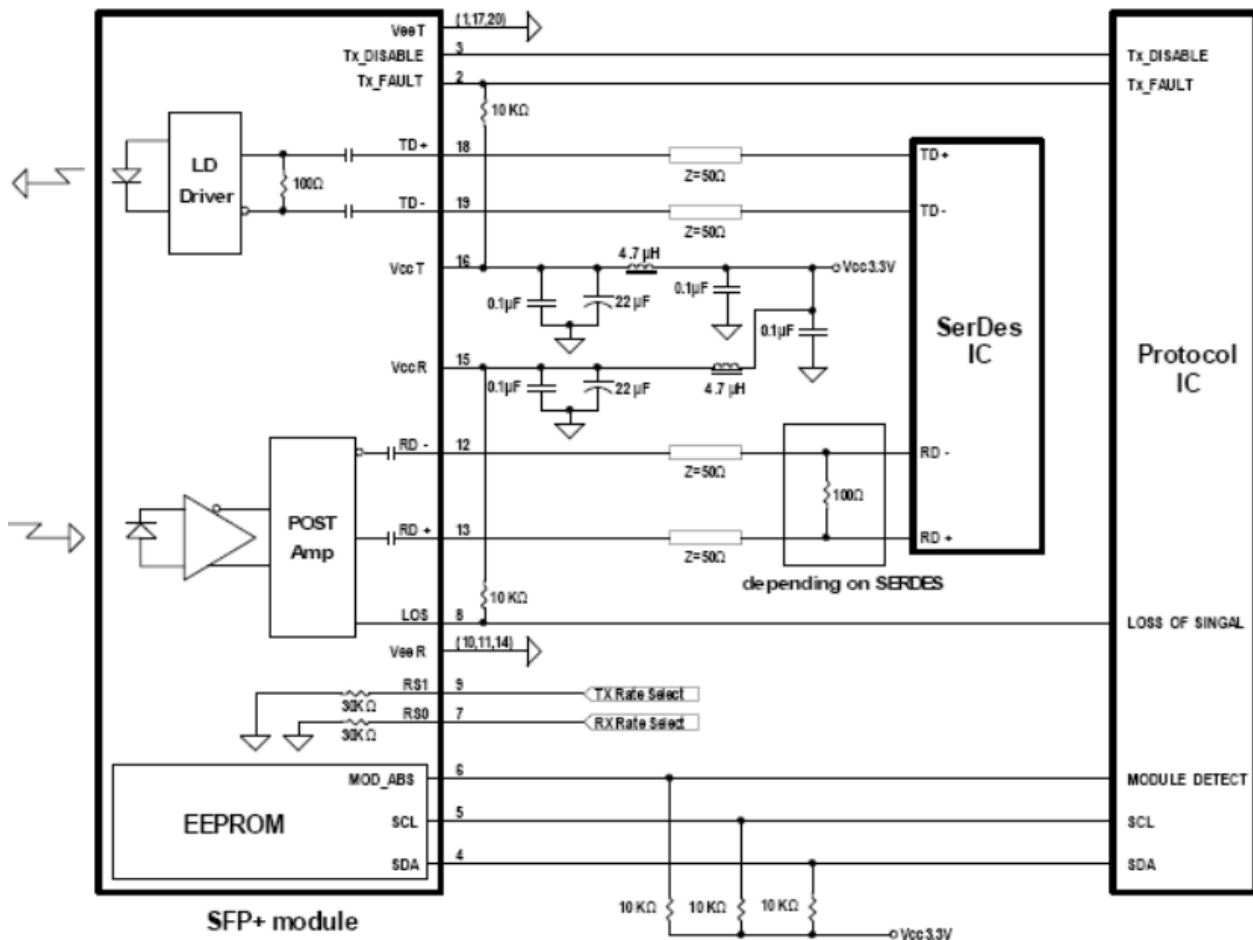 VeeT (1,17,20)
Tx_DISABLE 3 Tx_DISABLE
Tx_FAULT 2 Tx_FAULT
10 KΩ
LD Driver
100Ω
TD+ 18 Z=50Ω TD+
TD- 19 Z=50Ω TD-
4.7 µH
VccT 16 Vcc3.3V
0.1µF 22 µF 0.1µF
0.1µF
SerDes IC
Protocol IC
VccR 15
0.1µF 22 µF 4.7 µH
RD - 12 Z=50Ω RD -
100Ω
POST Amp
RD + 13 Z=50Ω RD +
depending on SERDES
10 KΩ
LOS 8 LOSS OF SINGAL
VeeR (10,11,14)
RS1 9 TX Rate Select
30KΩ
RS0 7 RX Rate Select
30KΩ
MOD_ABS 6 MODULE DETECT
EEPROM
SCL 5 SCL
SDA 4 SDA
10 KΩ 10 KΩ 10 KΩ
SFP+ module
Vcc3.3V